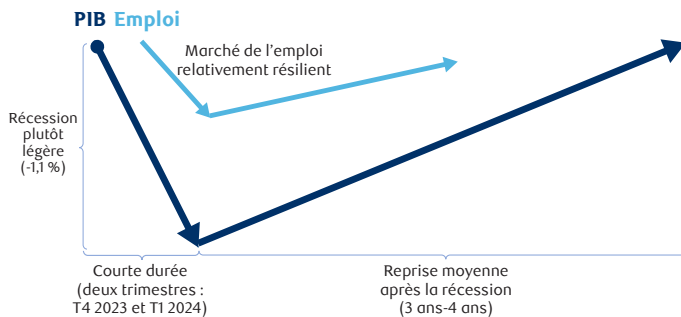 PIB Emploi
Marché de l'emploi
relativement résilient
Récession
plutôt
légère
(-1,1 %)
Courte durée
(deux trimestres :
T4 2023 et T1 2024)
Reprise moyenne
après la récession
(3 ans-4 ans)